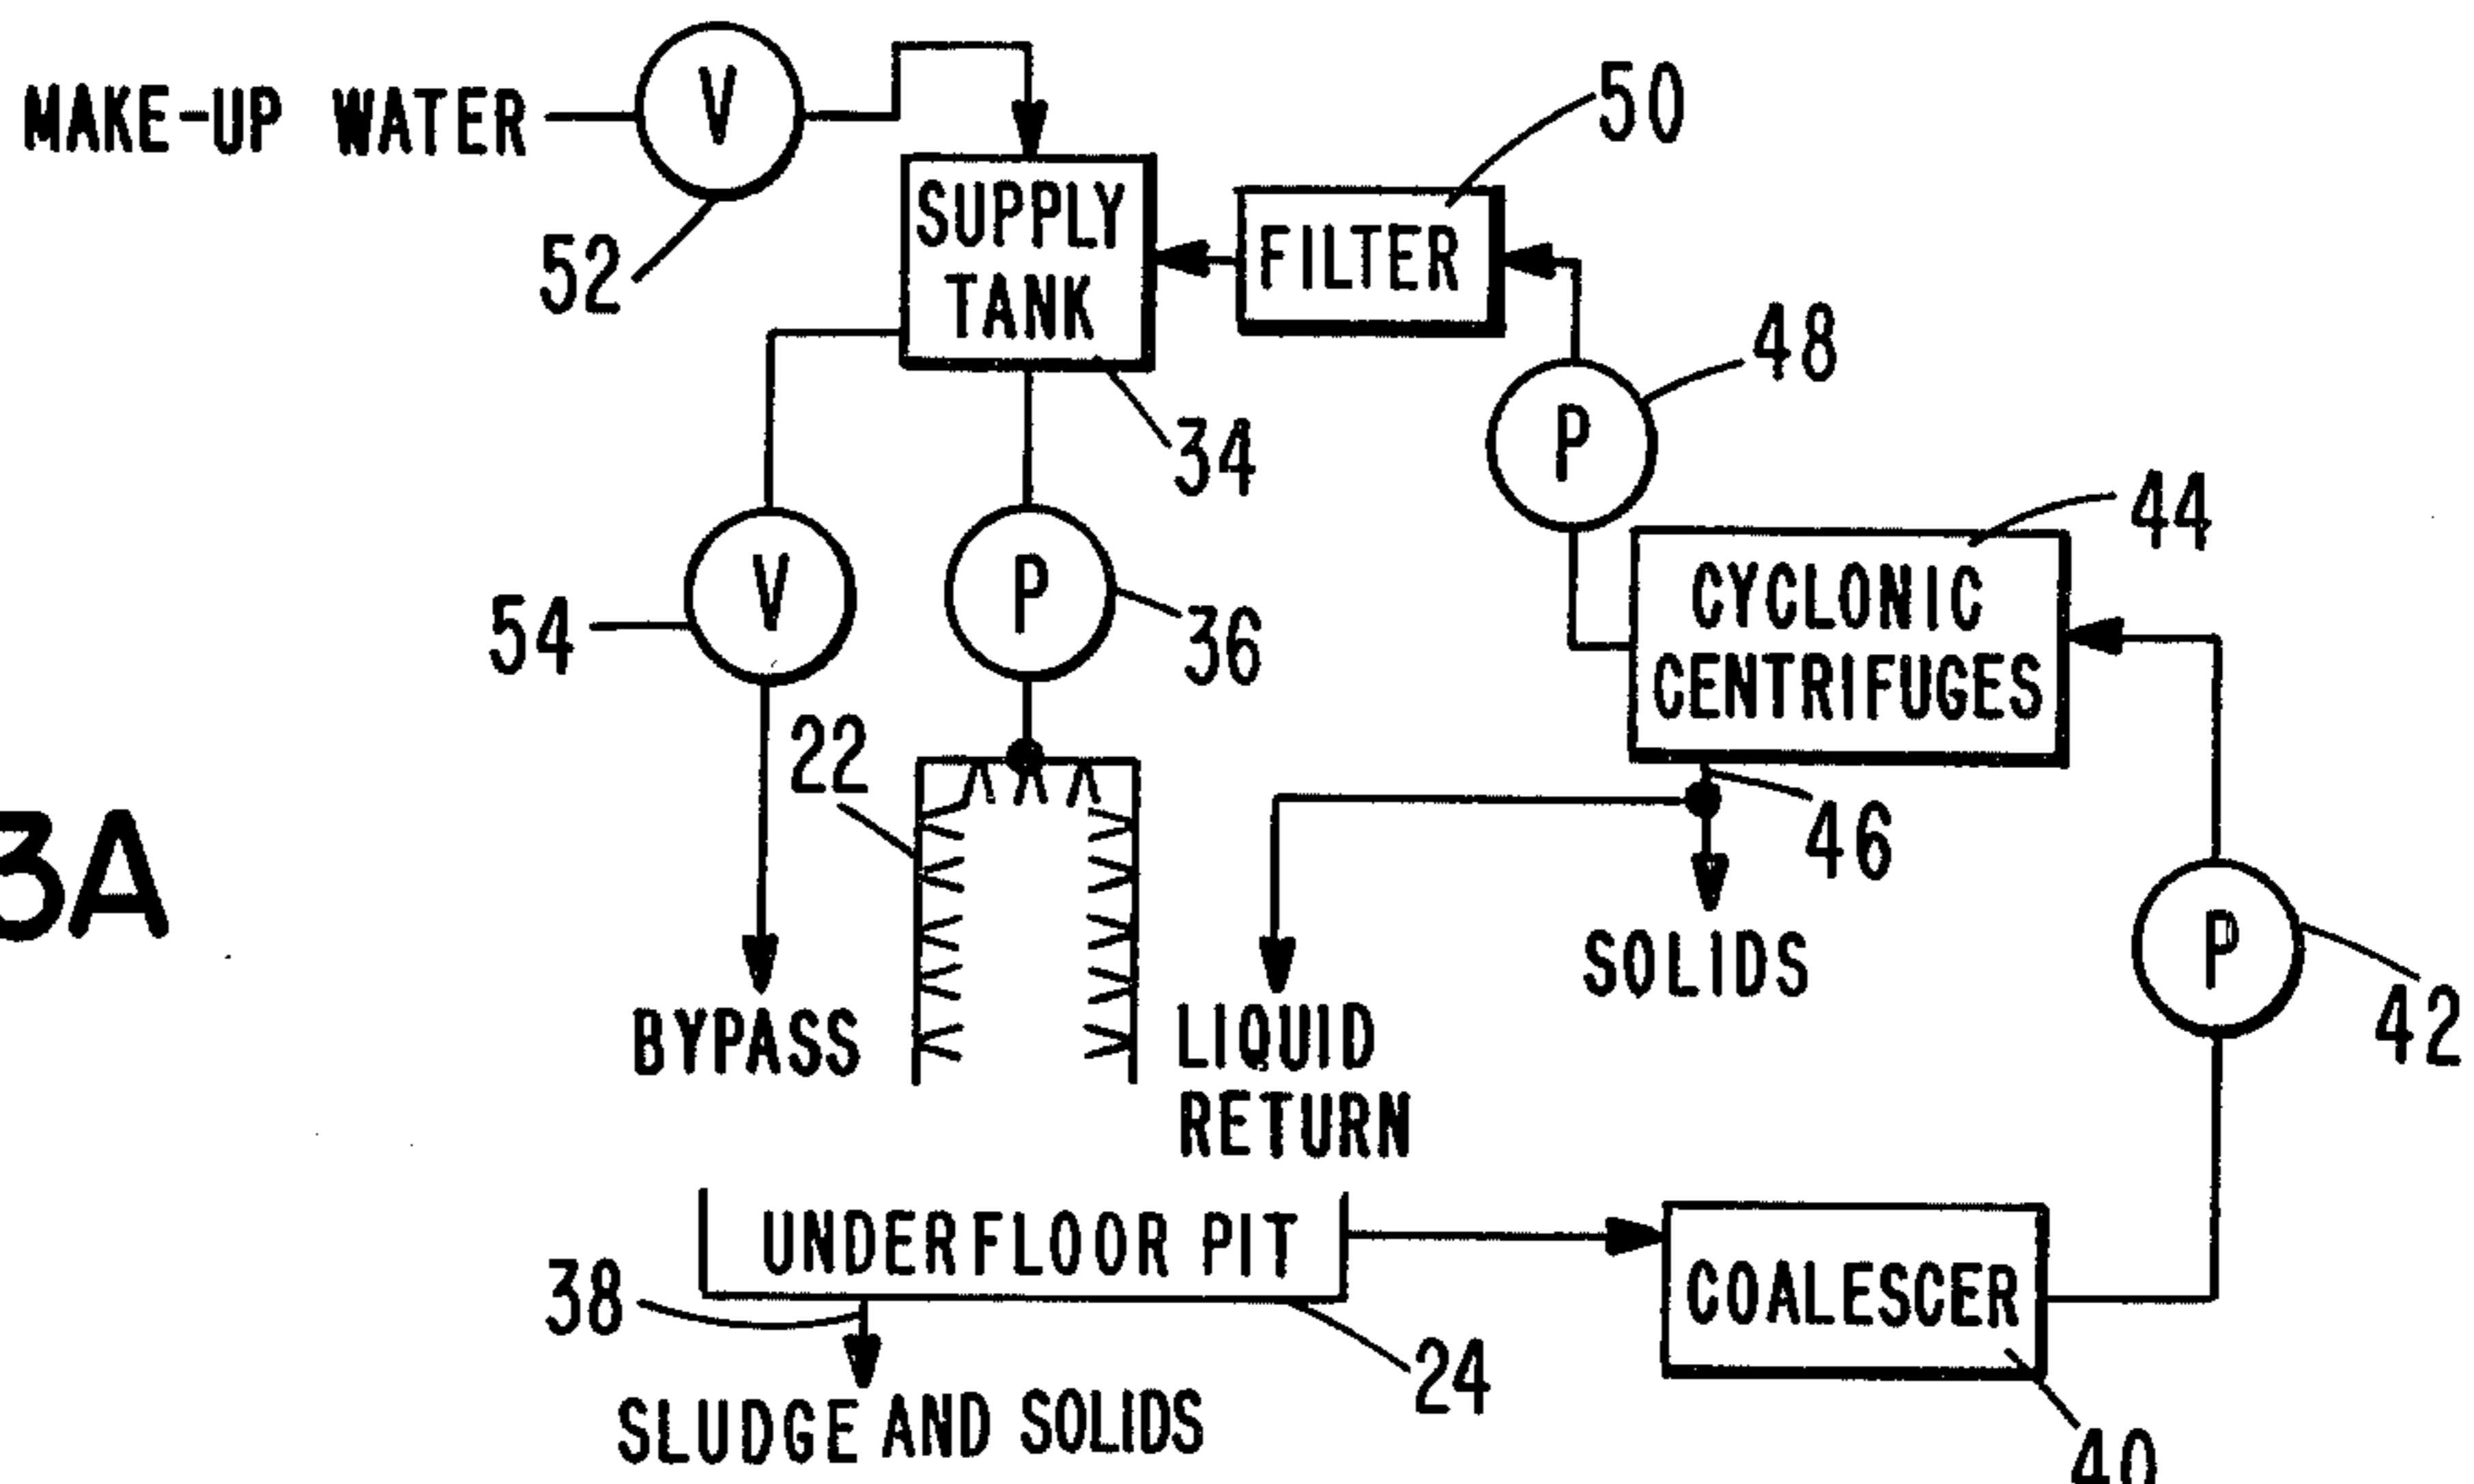 MAKE-UP WATER
V
52
SUPPLY
TANK
34
FILTER
50
P
48
CYCLONIC
CENTRIFUGES
44
V
54
P
36
22
46
3A
BYPASS
LIQUID
RETURN
SOLIDS
P
42
UNDERFLOOR PIT
38
24
SLUDGE AND SOLIDS
COALESCER
40